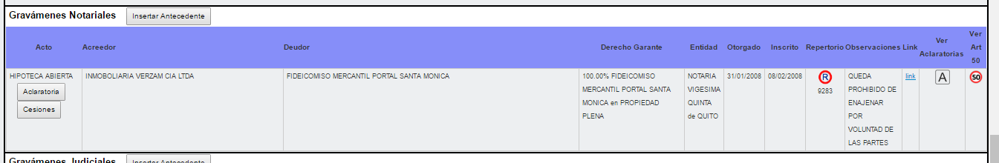 Gravámenes Notariales Insertar Antecedente
Acto Acreedor Deudor Derecho Garante Entidad Otorgado Inscrito Repertorio Observaciones Link Ver Aclaratorias Ver Art 50
HIPOTECA ABIERTA
Aclaratoria
Cesiones
INMOBOLIARIA VERZAM CIA LTDA
FIDEICOMISO MERCANTIL PORTAL SANTA MONICA
100.00% FIDEICOMISO
MERCANTIL PORTAL SANTA
MONICA en PROPIEDAD
PLENA
NOTARIA
VIGESIMA
QUINTA
de QUITO
31/01/2008
08/02/2008
R
9283
QUEDA
PROHIBIDO DE
ENAJENAR
POR
VOLUNTAD DE
LAS PARTES
link
A
50
Gravámenes Judiciales Insertar Antecedente